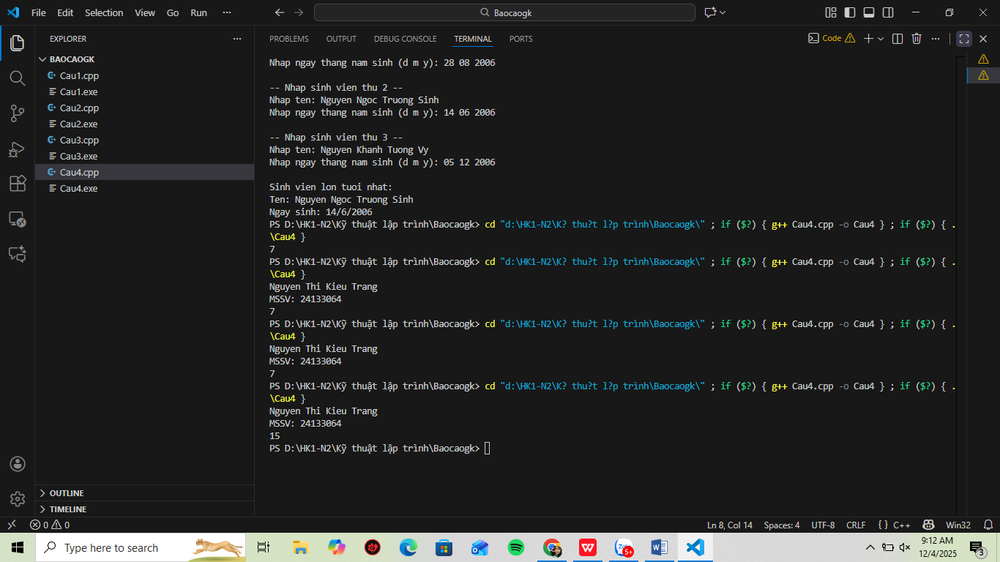 File Edit Selection View Go Run ··· Baocaogk
EXPLORER ···
BAOCAOGK
Cau1.cpp
Cau1.exe
Cau2.cpp
Cau2.exe
Cau3.cpp
Cau3.exe
Cau4.cpp
Cau4.exe
OUTLINE
TIMELINE
PROBLEMS OUTPUT DEBUG CONSOLE TERMINAL PORTS Code
Nhap ngay thang nam sinh (d m y): 28 08 2006
-- Nhap sinh vien thu 2 --
Nhap ten: Nguyen Ngoc Truong Sinh
Nhap ngay thang nam sinh (d m y): 14 06 2006
-- Nhap sinh vien thu 3 --
Nhap ten: Nguyen Khanh Tuong Vy
Nhap ngay thang nam sinh (d m y): 05 12 2006
Sinh vien lon tuoi nhat:
Ten: Nguyen Ngoc Truong Sinh
Ngay sinh: 14/6/2006
PS D:\HK1-N2\Kỹ thuật lập trình\Baocaogk> cd "d:\HK1-N2\K? thu?t l?p trình\Baocaogk\" ; if ($?) { g++ Cau4.cpp -o Cau4 } ; if ($?) { .
\Cau4 }
7
PS D:\HK1-N2\Kỹ thuật lập trình\Baocaogk> cd "d:\HK1-N2\K? thu?t l?p trình\Baocaogk\" ; if ($?) { g++ Cau4.cpp -o Cau4 } ; if ($?) { .
\Cau4 }
Nguyen Thi Kieu Trang
MSSV: 24133064
7
PS D:\HK1-N2\Kỹ thuật lập trình\Baocaogk> cd "d:\HK1-N2\K? thu?t l?p trình\Baocaogk\" ; if ($?) { g++ Cau4.cpp -o Cau4 } ; if ($?) { .
\Cau4 }
Nguyen Thi Kieu Trang
MSSV: 24133064
7
PS D:\HK1-N2\Kỹ thuật lập trình\Baocaogk> cd "d:\HK1-N2\K? thu?t l?p trình\Baocaogk\" ; if ($?) { g++ Cau4.cpp -o Cau4 } ; if ($?) { .
\Cau4 }
Nguyen Thi Kieu Trang
MSSV: 24133064
15
PS D:\HK1-N2\Kỹ thuật lập trình\Baocaogk>
0 0 Ln 8, Col 14 Spaces: 4 UTF-8 CRLF { } C++ Win32
Type here to search
Zalo
5+
9:12 AM
12/4/2025
3